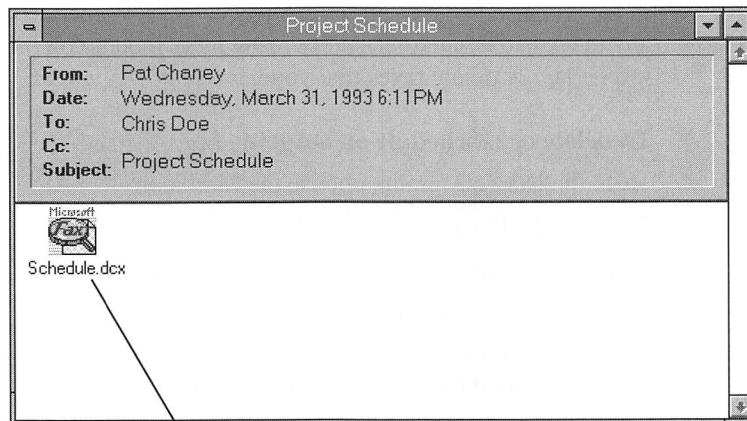 Project Schedule
From: Pat Chaney
Date: Wednesday, March 31, 1993 6:11PM
To: Chris Doe
Cc:
Subject: Project Schedule
Microsoft
Fax
Schedule.dcx